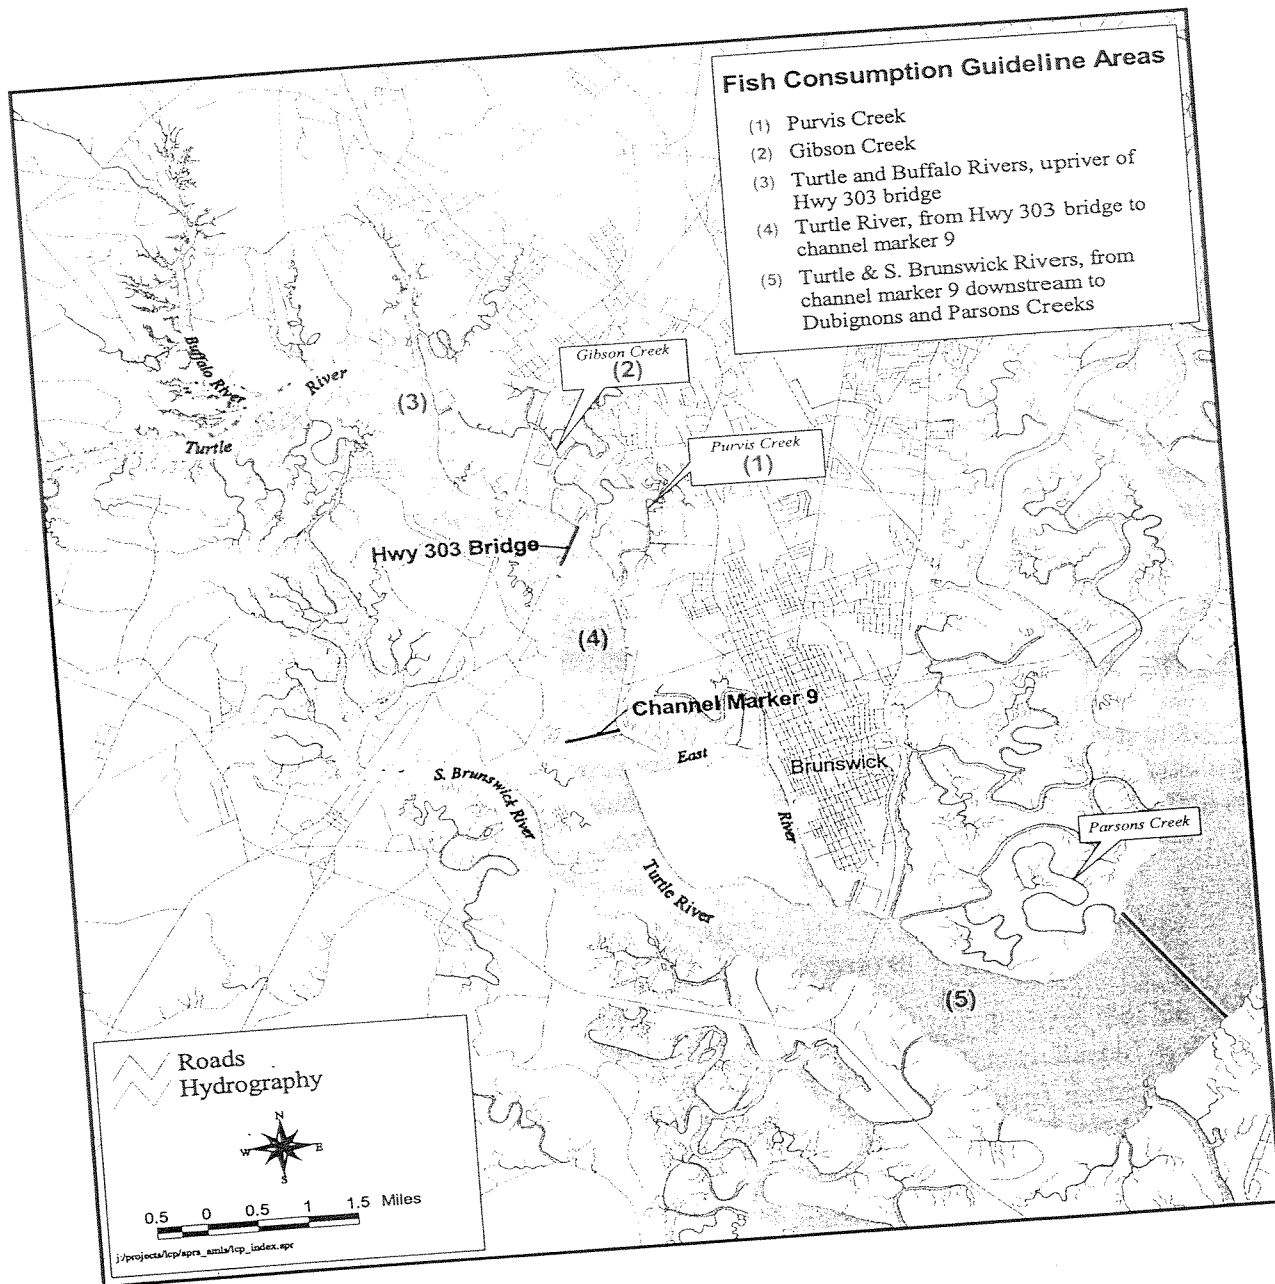 Fish Consumption Guideline Areas
(1) Purvis Creek
(2) Gibson Creek
(3) Turtle and Buffalo Rivers, upriver of
Hwy 303 bridge
(4) Turtle River, from Hwy 303 bridge to
channel marker 9
(5) Turtle & S. Brunswick Rivers, from
channel marker 9 downstream to
Dubignons and Parsons Creeks
Gibson Creek
(2)
Buffalo River
River
(3)
Turtle
Purvis Creek
(1)
Hwy 303 Bridge
(4)
Channel Marker 9
East
Brunswick
S. Brunswick River
River
Parsons Creek
Turtle River
(5)
Roads
Hydrography
N
W E
S
0.5 0 0.5 1 1.5 Miles
j:/projects/lcp/aprs_amls/lcp_index.apr